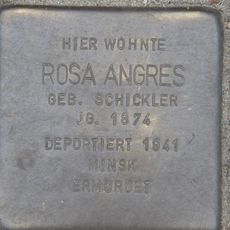 HIER WOHNTE
ROSA ANGRES
GEB. SCHICKLER
JG. 1874
DEPORTIERT 1941
MINSK
ERMORDET